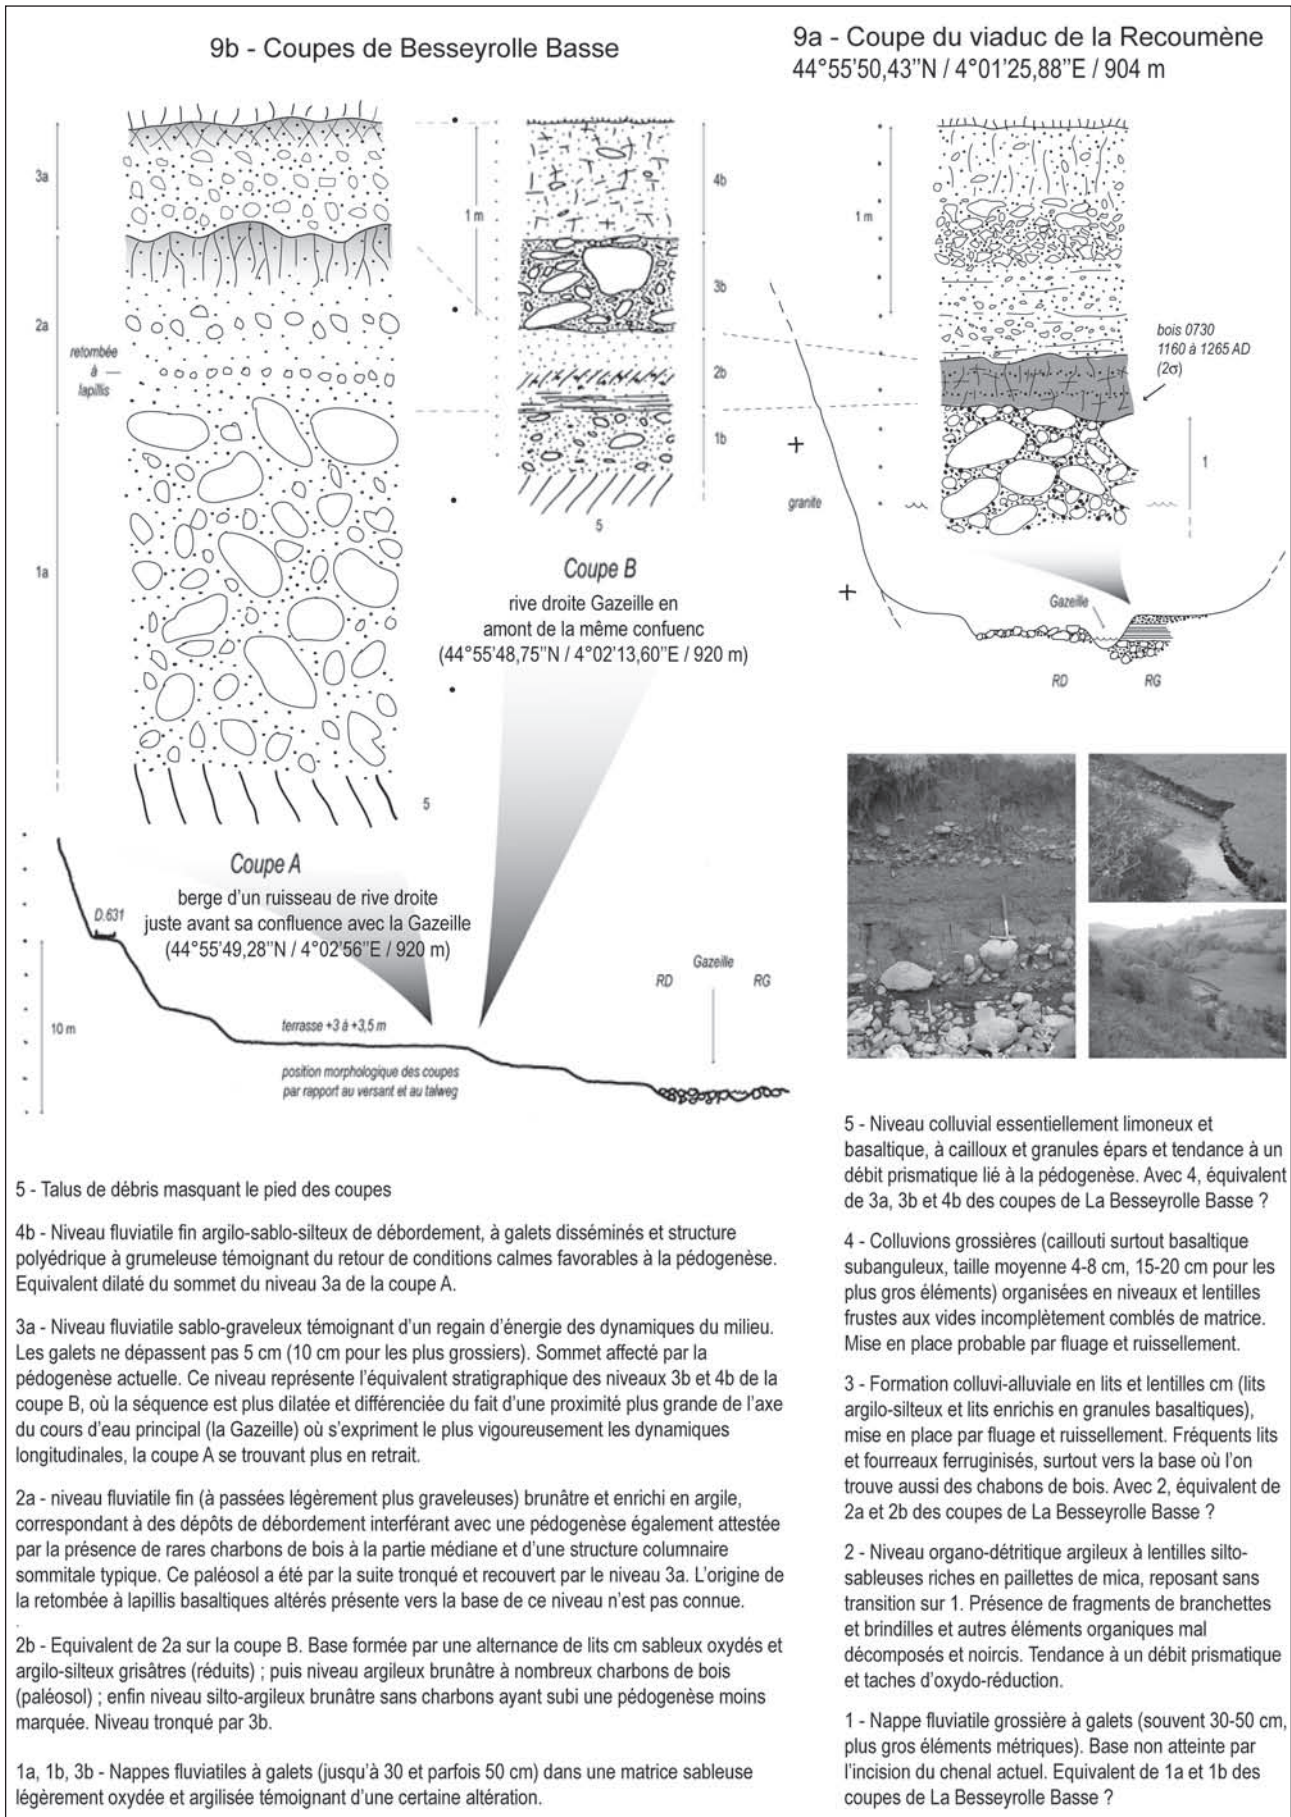 9b - Coupes de Besseyrolle Basse
9a - Coupe du viaduc de la Recoumène
44°55'50,43"N / 4°01'25,88"E / 904 m
3a
2a
retombée
à
lapillis
1a
5
1 m
4b
3b
2b
1b
5
1 m
bois 0730
1160 à 1265 AD
(2σ)
1
granite
Gazeille
RD
RG
Coupe B
rive droite Gazeille en
amont de la même confuenc
(44°55'48,75"N / 4°02'13,60"E / 920 m)
Coupe A
berge d'un ruisseau de rive droite
juste avant sa confluence avec la Gazeille
(44°55'49,28"N / 4°02'56"E / 920 m)
D.631
10 m
terrasse +3 à +3,5 m
position morphologique des coupes
par rapport au versant et au talweg
Gazeille
RD
RG
5 - Talus de débris masquant le pied des coupes
4b - Niveau fluviatile fin argilo-sablo-silteux de débordement, à galets disséminés et structure
polyédrique à grumeleuse témoignant du retour de conditions calmes favorables à la pédogenèse.
Equivalent dilaté du sommet du niveau 3a de la coupe A.
3a - Niveau fluviatile sablo-graveleux témoignant d'un regain d'énergie des dynamiques du milieu.
Les galets ne dépassent pas 5 cm (10 cm pour les plus grossiers). Sommet affecté par la
pédogenèse actuelle. Ce niveau représente l'équivalent stratigraphique des niveaux 3b et 4b de la
coupe B, où la séquence est plus dilatée et différenciée du fait d'une proximité plus grande de l'axe
du cours d'eau principal (la Gazeille) où s'expriment le plus vigoureusement les dynamiques
longitudinales, la coupe A se trouvant plus en retrait.
2a - niveau fluviatile fin (à passées légèrement plus graveleuses) brunâtre et enrichi en argile,
correspondant à des dépôts de débordement interférant avec une pédogenèse également attestée
par la présence de rares charbons de bois à la partie médiane et d'une structure columnaire
sommitale typique. Ce paléosol a été par la suite tronqué et recouvert par le niveau 3a. L'origine de
la retombée à lapillis basaltiques altérés présente vers la base de ce niveau n'est pas connue.
.
2b - Equivalent de 2a sur la coupe B. Base formée par une alternance de lits cm sableux oxydés et
argilo-silteux grisâtres (réduits) ; puis niveau argileux brunâtre à nombreux charbons de bois
(paléosol) ; enfin niveau silto-argileux brunâtre sans charbons ayant subi une pédogenèse moins
marquée. Niveau tronqué par 3b.
1a, 1b, 3b - Nappes fluviatiles à galets (jusqu'à 30 et parfois 50 cm) dans une matrice sableuse
légèrement oxydée et argilisée témoignant d'une certaine altération.
5 - Niveau colluvial essentiellement limoneux et
basaltique, à cailloux et granules épars et tendance à un
débit prismatique lié à la pédogenèse. Avec 4, équivalent
de 3a, 3b et 4b des coupes de La Besseyrolle Basse ?
4 - Colluvions grossières (caillouti surtout basaltique
subanguleux, taille moyenne 4-8 cm, 15-20 cm pour les
plus gros éléments) organisées en niveaux et lentilles
frustes aux vides incomplètement comblés de matrice.
Mise en place probable par fluage et ruissellement.
3 - Formation colluvi-alluviale en lits et lentilles cm (lits
argilo-silteux et lits enrichis en granules basaltiques),
mise en place par fluage et ruissellement. Fréquents lits
et fourreaux ferruginisés, surtout vers la base où l'on
trouve aussi des chabons de bois. Avec 2, équivalent de
2a et 2b des coupes de La Besseyrolle Basse ?
2 - Niveau organo-détritique argileux à lentilles silto-
sableuses riches en paillettes de mica, reposant sans
transition sur 1. Présence de fragments de branchettes
et brindilles et autres éléments organiques mal
décomposés et noircis. Tendance à un débit prismatique
et taches d'oxydo-réduction.
1 - Nappe fluviatile grossière à galets (souvent 30-50 cm,
plus gros éléments métriques). Base non atteinte par
l'incision du chenal actuel. Equivalent de 1a et 1b des
coupes de La Besseyrolle Basse ?